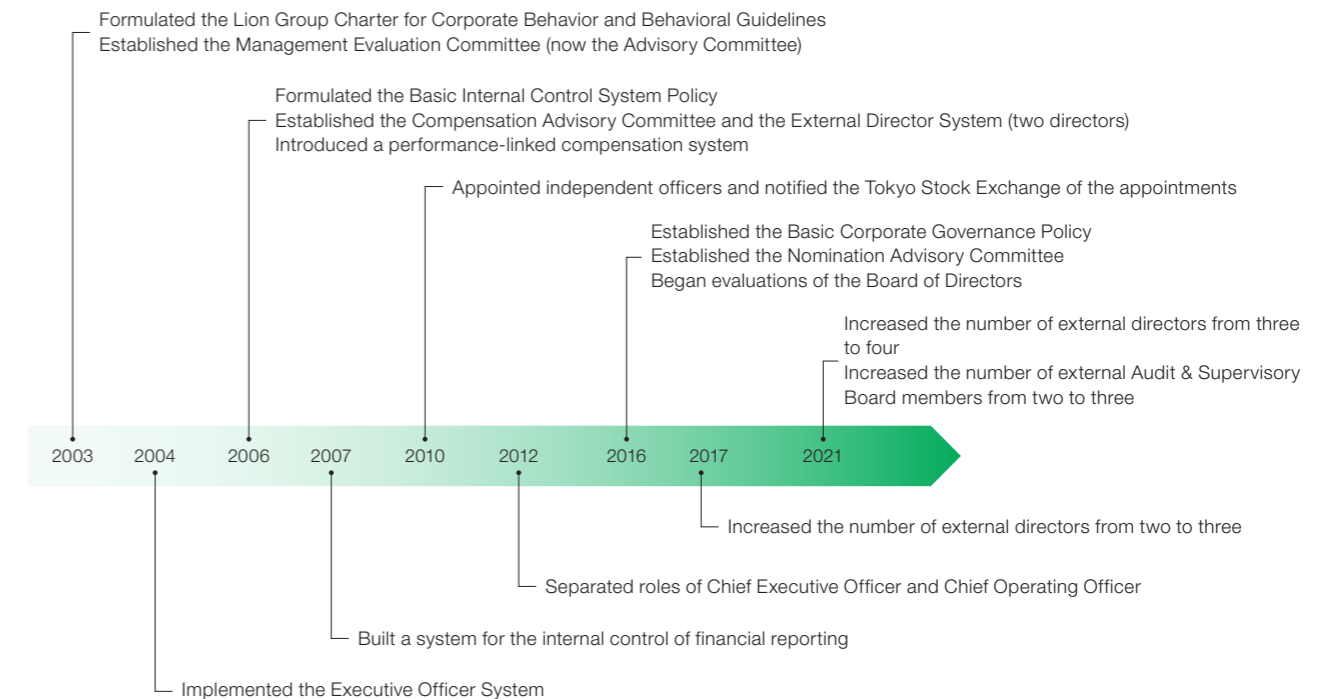 Formulated the Lion Group Charter for Corporate Behavior and Behavioral Guidelines
Established the Management Evaluation Committee (now the Advisory Committee)
Formulated the Basic Internal Control System Policy
Established the Compensation Advisory Committee and the External Director System (two directors)
Introduced a performance-linked compensation system
Appointed independent officers and notified the Tokyo Stock Exchange of the appointments
Established the Basic Corporate Governance Policy
Established the Nomination Advisory Committee
Began evaluations of the Board of Directors
Increased the number of external directors from three
to four
Increased the number of external Audit & Supervisory
Board members from two to three
2003 2004 2006 2007 2010 2012 2016 2017 2021
Increased the number of external directors from two to three
Separated roles of Chief Executive Officer and Chief Operating Officer
Built a system for the internal control of financial reporting
Implemented the Executive Officer System